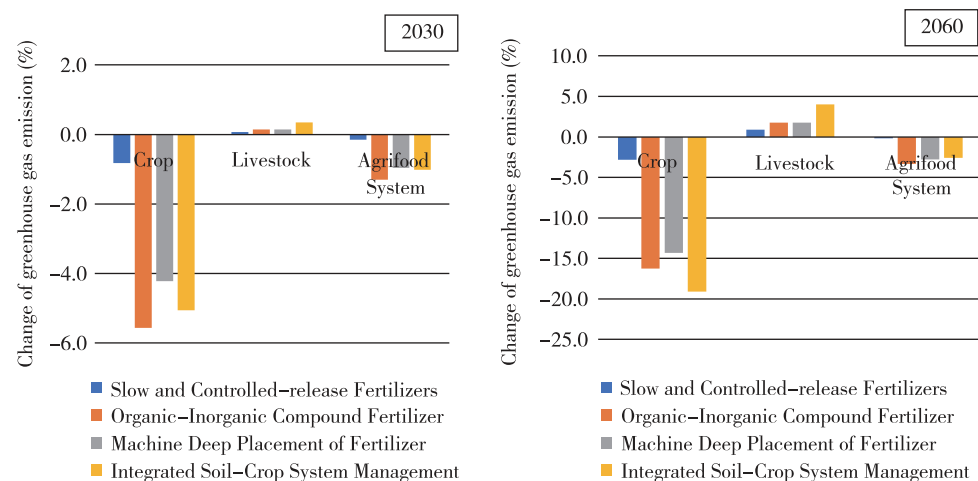 2030
Change of greenhouse gas emission (%)
2.0
0.0
−2.0
−4.0
−6.0
Crop
Livestock
Agrifood
System
Slow and Controlled−release Fertilizers
Organic−Inorganic Compound Fertilizer
Machine Deep Placement of Fertilizer
Integrated Soil−Crop System Management
2060
Change of greenhouse gas emission (%)
10.0
5.0
0.0
−5.0
−10.0
−15.0
−20.0
−25.0
Crop
Livestock
Agrifood
System
Slow and Controlled−release Fertilizers
Organic−Inorganic Compound Fertilizer
Machine Deep Placement of Fertilizer
Integrated Soil−Crop System Management